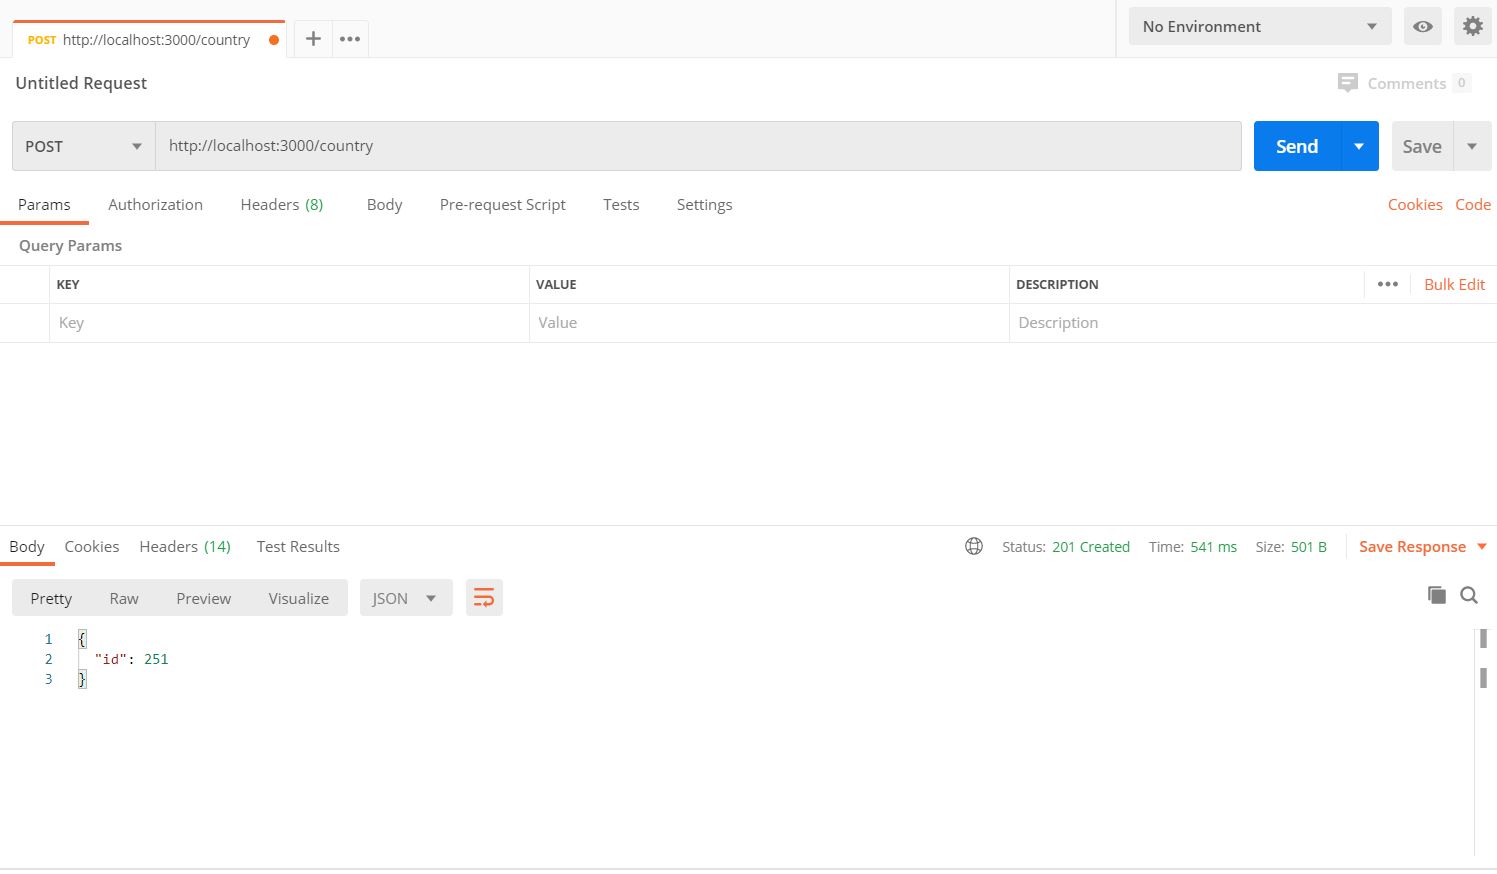 POST http://localhost:3000/country
No Environment
Untitled Request
Comments 0
POST http://localhost:3000/country Send Save
Params Authorization Headers (8) Body Pre-request Script Tests Settings Cookies Code
Query Params
KEY VALUE DESCRIPTION Bulk Edit
Key Value Description
Body Cookies Headers (14) Test Results Status: 201 Created Time: 541 ms Size: 501 B Save Response
Pretty Raw Preview Visualize JSON
1 {
2 "id": 251
3 }